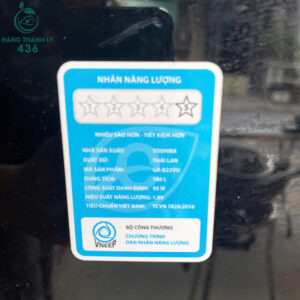 HÀNG THANH LÝ
436
NHÃN NĂNG LƯỢNG
1 2 3 4 5
NHIỀU SAO HƠN - TIẾT KIỆM HƠN
NHÀ SẢN XUẤT: TOSHIBA
XUẤT XỨ: THÁI LAN
MÃ SẢN PHẨM: GR-B22VU
DUNG TÍCH: 180 L
CÔNG SUẤT DANH ĐỊNH: W
HIỆU SUẤT NĂNG LƯỢNG:
TIÊU CHUẨN VIỆT NAM: TCVN 7828:2016
VNEEP
BỘ CÔNG THƯƠNG
CHƯƠNG TRÌNH
DÁN NHÃN NĂNG LƯỢNG